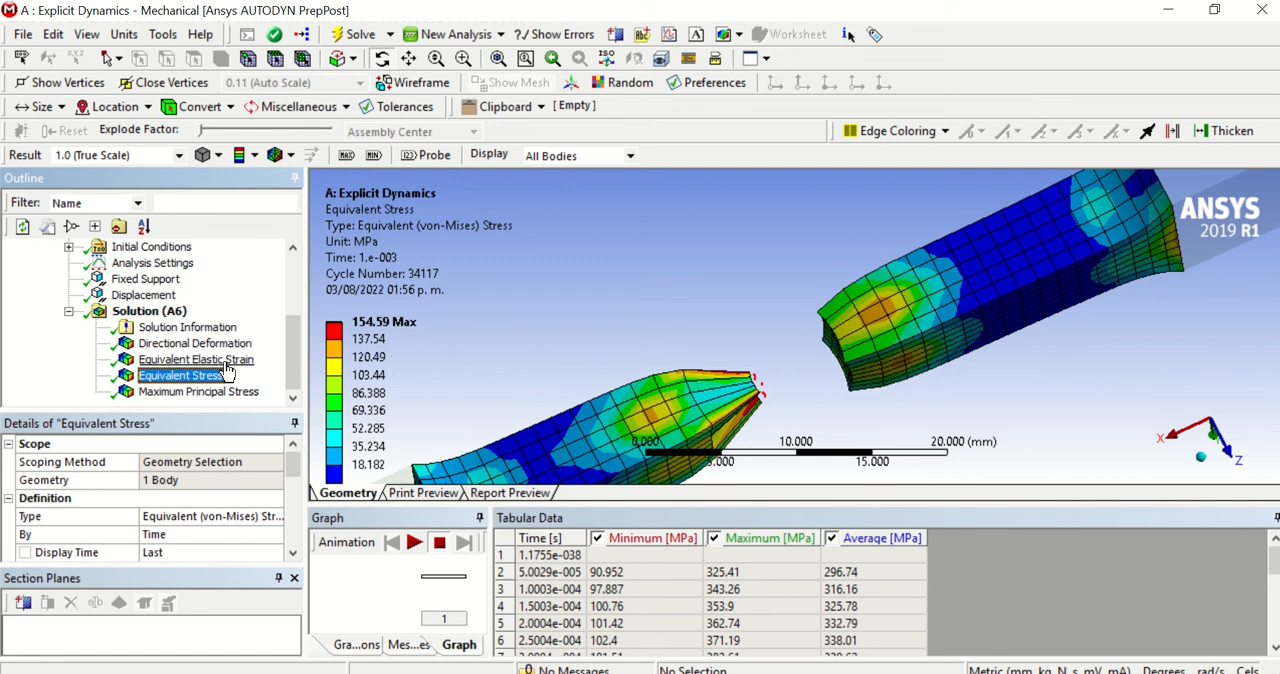 A : Explicit Dynamics - Mechanical [Ansys AUTODYN PrepPost]
File Edit View Units Tools Help Solve New Analysis Show Errors Worksheet
Show Vertices Close Vertices 0.11 (Auto Scale) Wireframe Show Mesh Random Preferences
Size Location Convert Miscellaneous Tolerances Clipboard [ Empty ]
Reset Explode Factor: Assembly Center Edge Coloring Thicken
Result 1.0 (True Scale) MAX MIN Probe Display All Bodies
Outline
Filter: Name
Initial Conditions
Analysis Settings
Fixed Support
Displacement
Solution (A6)
Solution Information
Directional Deformation
Equivalent Elastic Strain
Equivalent Stress
Maximum Principal Stress
Details of "Equivalent Stress"
Scope
Scoping Method Geometry Selection
Geometry 1 Body
Definition
Type Equivalent (von-Mises) Str...
By Time
Display Time Last
Section Planes
A: Explicit Dynamics
Equivalent Stress
Type: Equivalent (von-Mises) Stress
Unit: MPa
Time: 1.e-003
Cycle Number: 34117
03/08/2022 01:56 p. m.
154.59 Max
137.54
120.49
103.44
86.388
69.336
52.285
35.234
18.182
ANSYS
2019 R1
0.000 10.000 20.000 (mm)
5.000 15.000
X Z
Geometry Print Preview Report Preview
Graph
Animation
1
Gra...ons Mes...es Graph
Tabular Data
Time [s] Minimum [MPa] Maximum [MPa] Average [MPa]
1 1.1755e-038
2 5.0029e-005 90.952 325.41 296.74
3 1.0003e-004 97.887 343.26 316.16
4 1.5003e-004 100.76 353.9 325.78
5 2.0004e-004 101.42 362.74 332.79
6 2.5004e-004 102.4 371.19 338.01
0 No Messages No Selection Metric (mm, kg, N, s, mV, mA) Degrees rad/s Cels